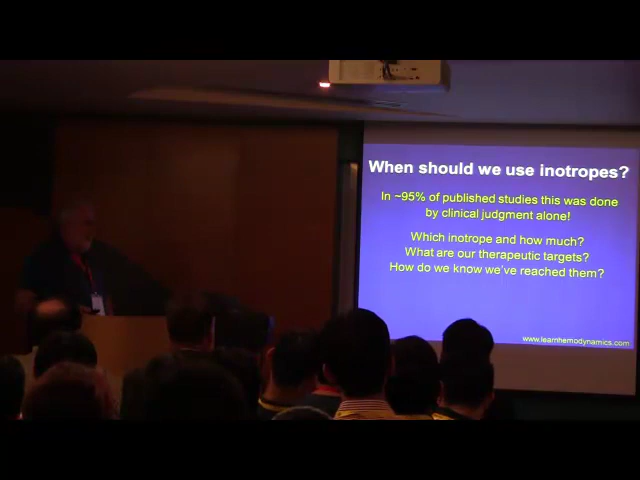 When should we use inotropes?
In ~95% of published studies this was done
by clinical judgment alone!
Which inotrope and how much?
What are our therapeutic targets?
How do we know we've reached them?
www.learnhemodynamics.com